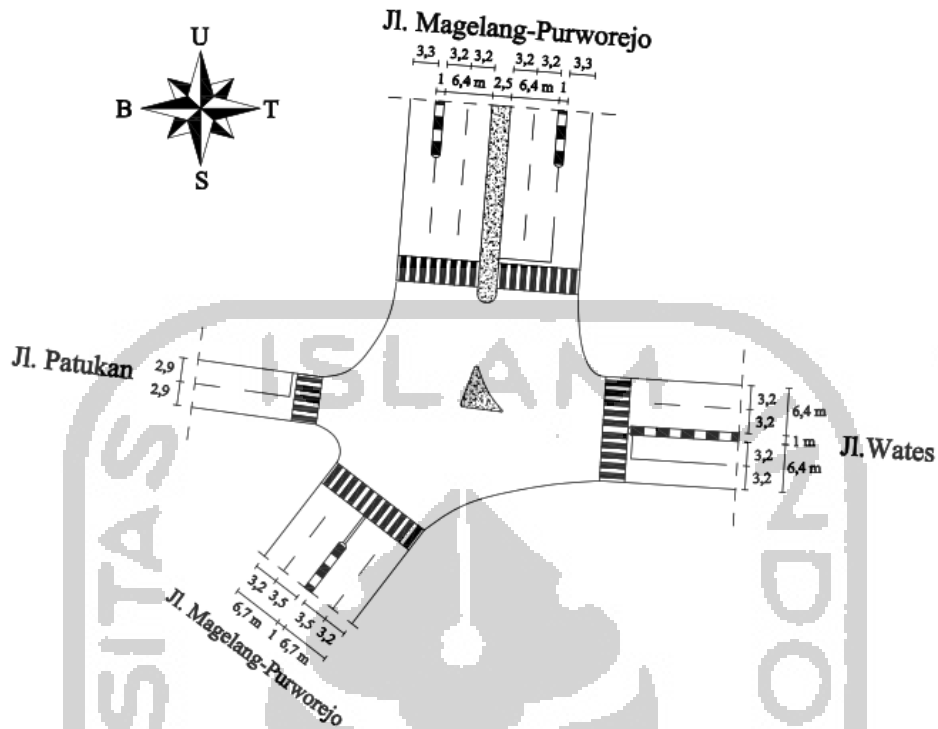 Jl. Magelang-Purworejo
U
B
T
S
3,3
3,2
3,2
3,2
3,2
3,3
1
6,4 m
2,5
6,4 m
1
ISLAM
Jl. Patukan
2,9
2,9
3,2
3,2
6,4 m
1 m
3,2
3,2
6,4 m
Jl.Wates
SITAS
INDO
3,2
3,5
3,5
3,2
6,7 m
1
6,7 m
Jl. Magelang-Purworejo